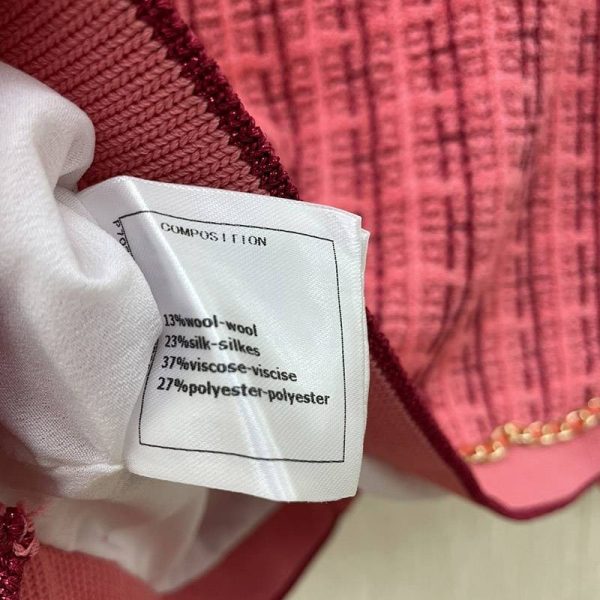 COMPOSITION
13%wool-wool
23%silk-silkes
37%viscose-viscise
27%polyester-polyester